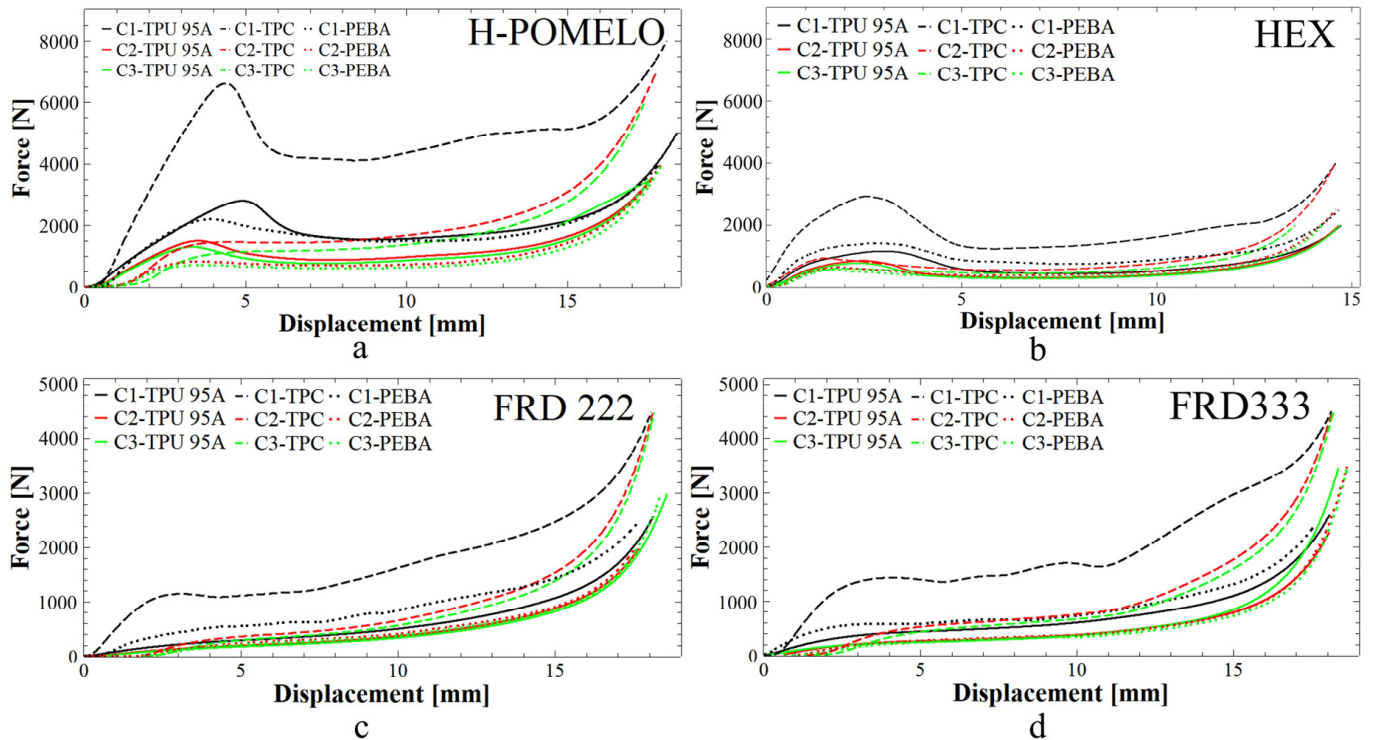 H-POMELO
C1-TPU 95A C1-TPC C1-PEBA
C2-TPU 95A C2-TPC C2-PEBA
C3-TPU 95A C3-TPC C3-PEBA
8000
6000
4000
2000
0
Force [N]
0 5 10 15
Displacement [mm]
a
HEX
C1-TPU 95A C1-TPC C1-PEBA
C2-TPU 95A C2-TPC C2-PEBA
C3-TPU 95A C3-TPC C3-PEBA
8000
6000
4000
2000
0
Force [N]
0 5 10 15
Displacement [mm]
b
FRD 222
C1-TPU 95A C1-TPC C1-PEBA
C2-TPU 95A C2-TPC C2-PEBA
C3-TPU 95A C3-TPC C3-PEBA
5000
4000
3000
2000
1000
0
Force [N]
0 5 10 15
Displacement [mm]
c
FRD333
C1-TPU 95A C1-TPC C1-PEBA
C2-TPU 95A C2-TPC C2-PEBA
C3-TPU 95A C3-TPC C3-PEBA
5000
4000
3000
2000
1000
0
Force [N]
0 5 10 15
Displacement [mm]
d